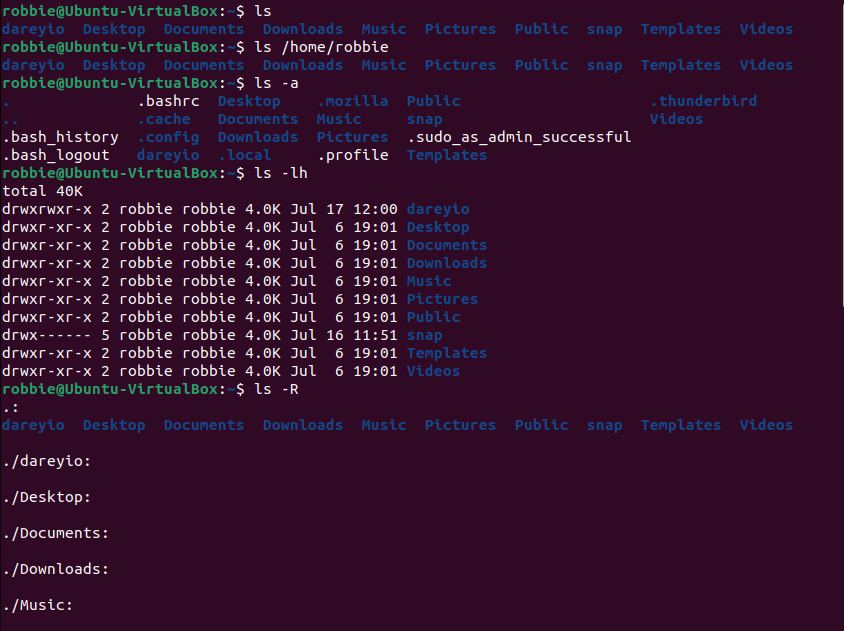 robbie@Ubuntu-VirtualBox:~$ ls
dareyio  Desktop  Documents  Downloads  Music  Pictures  Public  snap  Templates  Videos
robbie@Ubuntu-VirtualBox:~$ ls /home/robbie
dareyio  Desktop  Documents  Downloads  Music  Pictures  Public  snap  Templates  Videos
robbie@Ubuntu-VirtualBox:~$ ls -a
.              .bashrc  Desktop    .mozilla  Public                     .thunderbird
..             .cache   Documents  Music     snap                       Videos
.bash_history  .config  Downloads  Pictures  .sudo_as_admin_successful
.bash_logout   dareyio  .local     .profile  Templates
robbie@Ubuntu-VirtualBox:~$ ls -lh
total 40K
drwxrwxr-x 2 robbie robbie 4.0K Jul 17 12:00 dareyio
drwxr-xr-x 2 robbie robbie 4.0K Jul  6 19:01 Desktop
drwxr-xr-x 2 robbie robbie 4.0K Jul  6 19:01 Documents
drwxr-xr-x 2 robbie robbie 4.0K Jul  6 19:01 Downloads
drwxr-xr-x 2 robbie robbie 4.0K Jul  6 19:01 Music
drwxr-xr-x 2 robbie robbie 4.0K Jul  6 19:01 Pictures
drwxr-xr-x 2 robbie robbie 4.0K Jul  6 19:01 Public
drwx------ 5 robbie robbie 4.0K Jul 16 11:51 snap
drwxr-xr-x 2 robbie robbie 4.0K Jul  6 19:01 Templates
drwxr-xr-x 2 robbie robbie 4.0K Jul  6 19:01 Videos
robbie@Ubuntu-VirtualBox:~$ ls -R
.:
dareyio  Desktop  Documents  Downloads  Music  Pictures  Public  snap  Templates  Videos
./dareyio:
./Desktop:
./Documents:
./Downloads:
./Music: